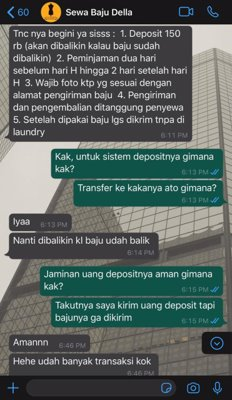 60
Sewa Baju Della
Tnc nya begini ya sisss : 1. Deposit 150
rb (akan dibalikin kalau baju sudah
dibalikin) 2. Peminjaman dua hari
sebelum hari H hingga 2 hari setelah hari
H 3. Wajib foto ktp yg sesuai dengan
alamat pengiriman baju 4. Pengiriman
dan pengembalian ditanggung penyewa
5. Setelah dipakai baju lgs dikrim tnpa di
laundry
6:11 PM
Kak, untuk sistem depositnya gimana
kak?
6:13 PM
Transfer ke kakanya ato gimana?
6:13 PM
Iyaa
6:13 PM
Nanti dibalikin kl baju udah balik
6:14 PM
Jaminan uang depositnya aman gimana
kak?
6:15 PM
Takutnya saya kirim uang deposit tapi
bajunya ga dikirim
6:15 PM
Amannn
6:46 PM
Hehe udah banyak transaksi kok
6:46 PM